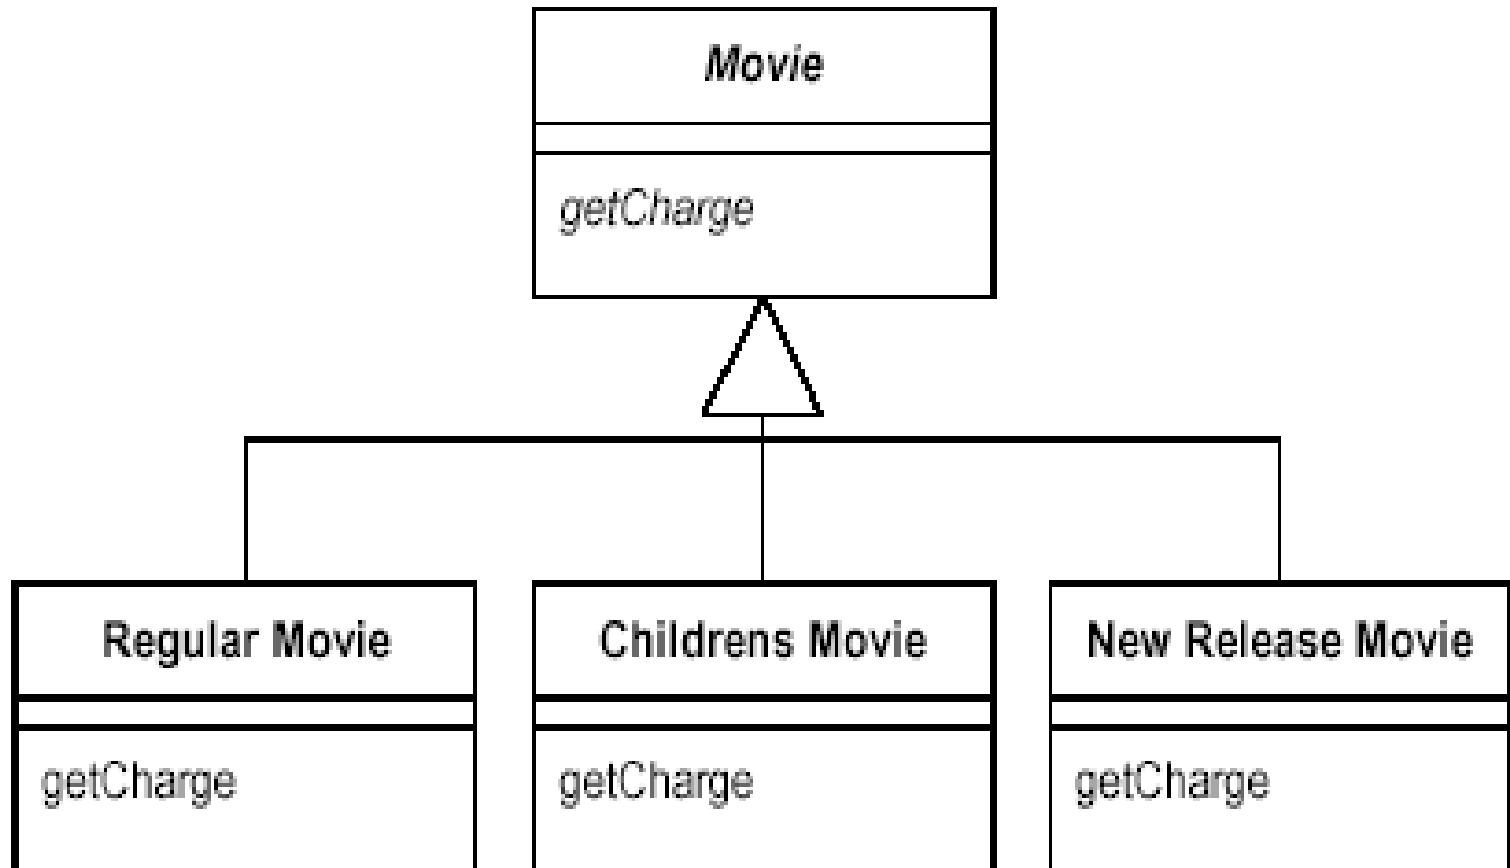 Movie
getCharge
Regular Movie
Childrens Movie
New Release Movie
getCharge
getCharge
getCharge